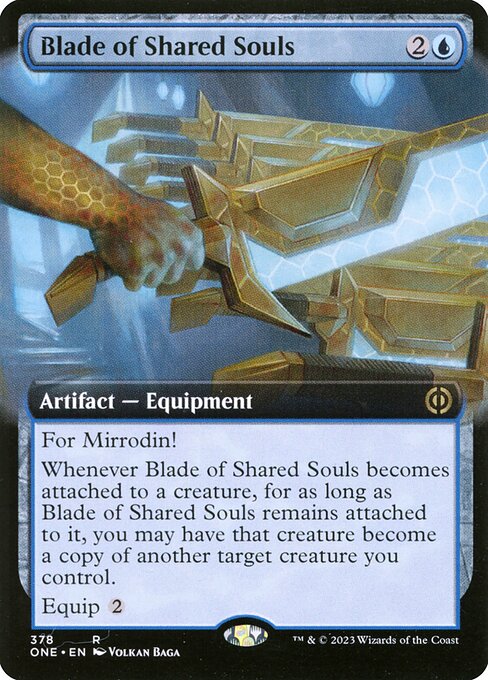 Blade of Shared Souls 2
Artifact — Equipment
For Mirrodin!
Whenever Blade of Shared Souls becomes
attached to a creature, for as long as
Blade of Shared Souls remains attached
to it, you may have that creature become
a copy of another target creature you
control.
Equip 2
378 R
ONE • EN VOLKAN BAGA
™ & © 2023 Wizards of the Coast